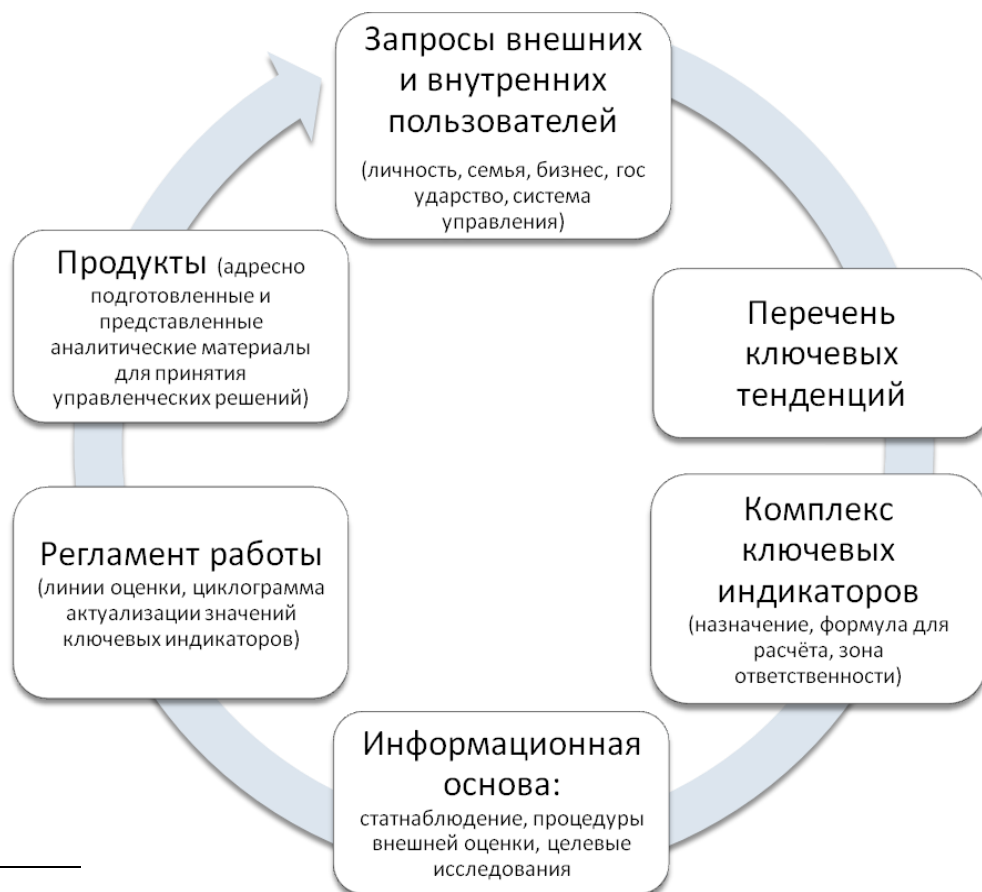 Запросы внешних
и внутренних
пользователей
(личность, семья, бизнес, гос
ударство, система
управления)
Перечень
ключевых
тенденций
Комплекс
ключевых
индикаторов
(назначение, формула для
расчёта, зона
ответственности)
Информационная
основа:
статнаблюдение, процедуры
внешней оценки, целевые
исследования
Регламент работы
(линии оценки, циклограмма
актуализации значений
ключевых индикаторов)
Продукты (адресно
подготовленные и
представленные
аналитические материалы
для принятия
управленческих решений)